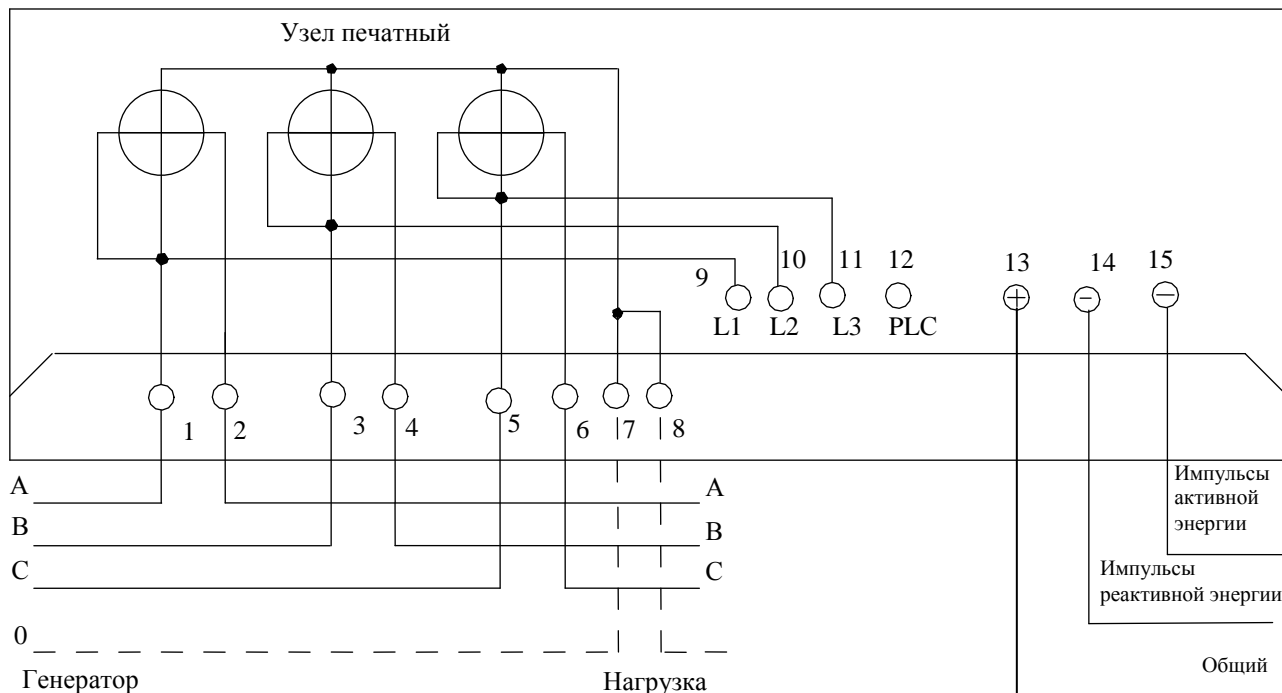 Узел печатный
9
10
11
12
13
14
15
L1
L2
L3
PLC
1
2
3
4
5
6
7
8
A
B
C
0
A
B
C
Импульсы
активной
энергии
Импульсы
реактивной энергии
Общий
Генератор
Нагрузка